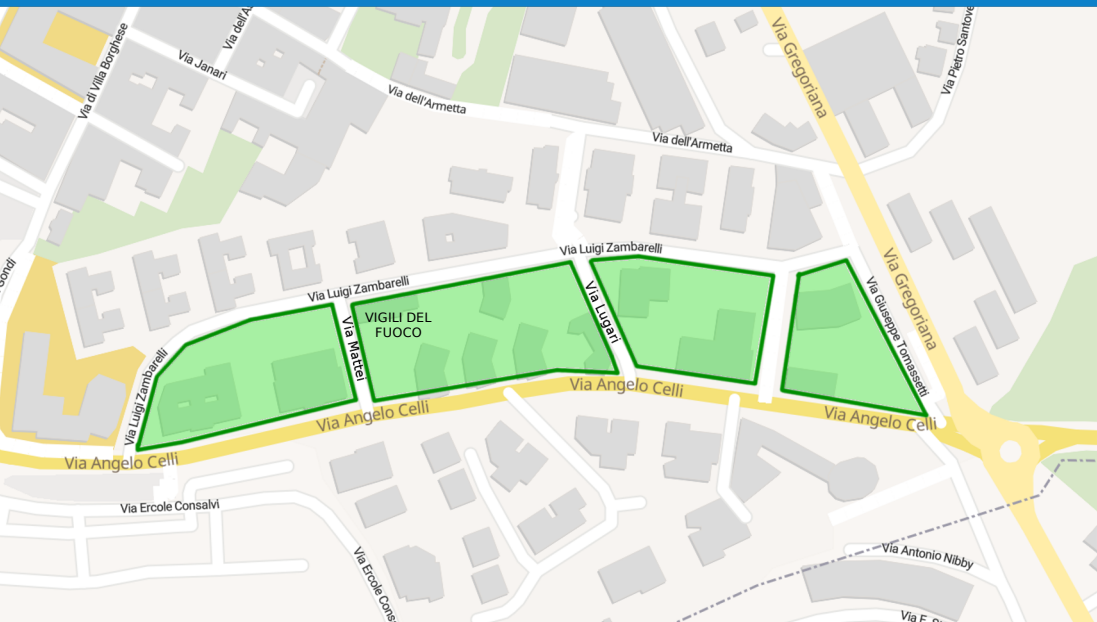 Via di Villa Borghese
Via Janari
Via dell'A
Via dell'Armetta
Via dell'Armetta
Via Gregoriana
Via Pietro Santove
Sondi
Via Luigi Zambarelli
Via Luigi Zambarelli
Via Luigi Zambarelli
VIGILI DEL
FUOCO
Via Mattei
Via Lugari
Via Gregoriana
Via Giuseppe Tomassetti
Via Angelo Celli
Via Angelo Celli
Via Angelo Celli
Via Angelo Celli
Via Ercole Consalvi
Via Ercole Cons
Via Antonio Nibby